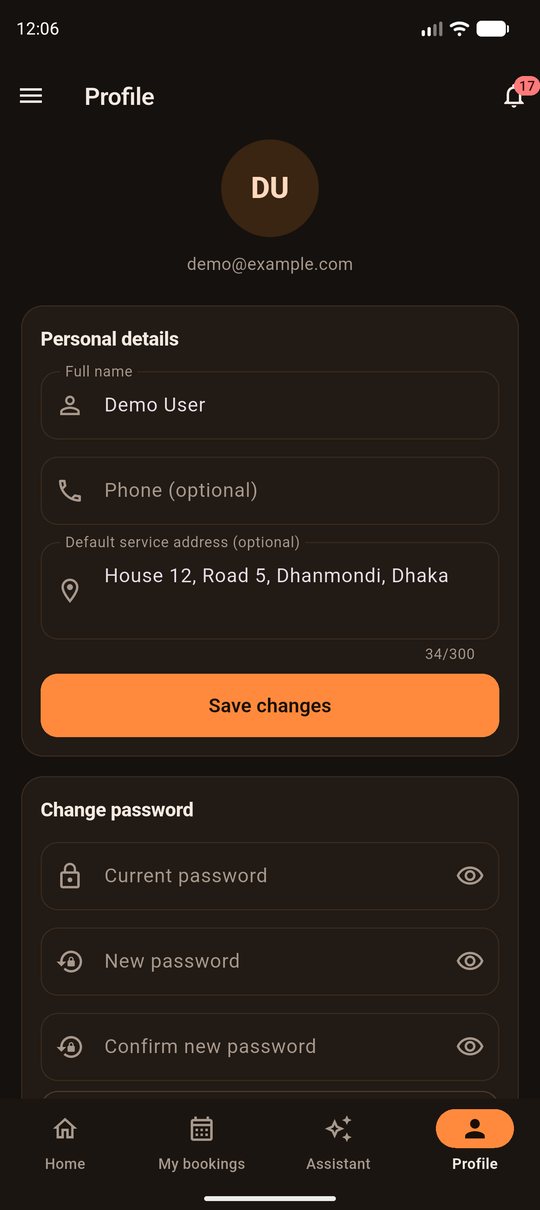 12:06
Profile
17
DU
demo@example.com
Personal details
Full name
Demo User
Phone (optional)
Default service address (optional)
House 12, Road 5, Dhanmondi, Dhaka
34/300
Save changes
Change password
Current password
New password
Confirm new password
Home
My bookings
Assistant
Profile